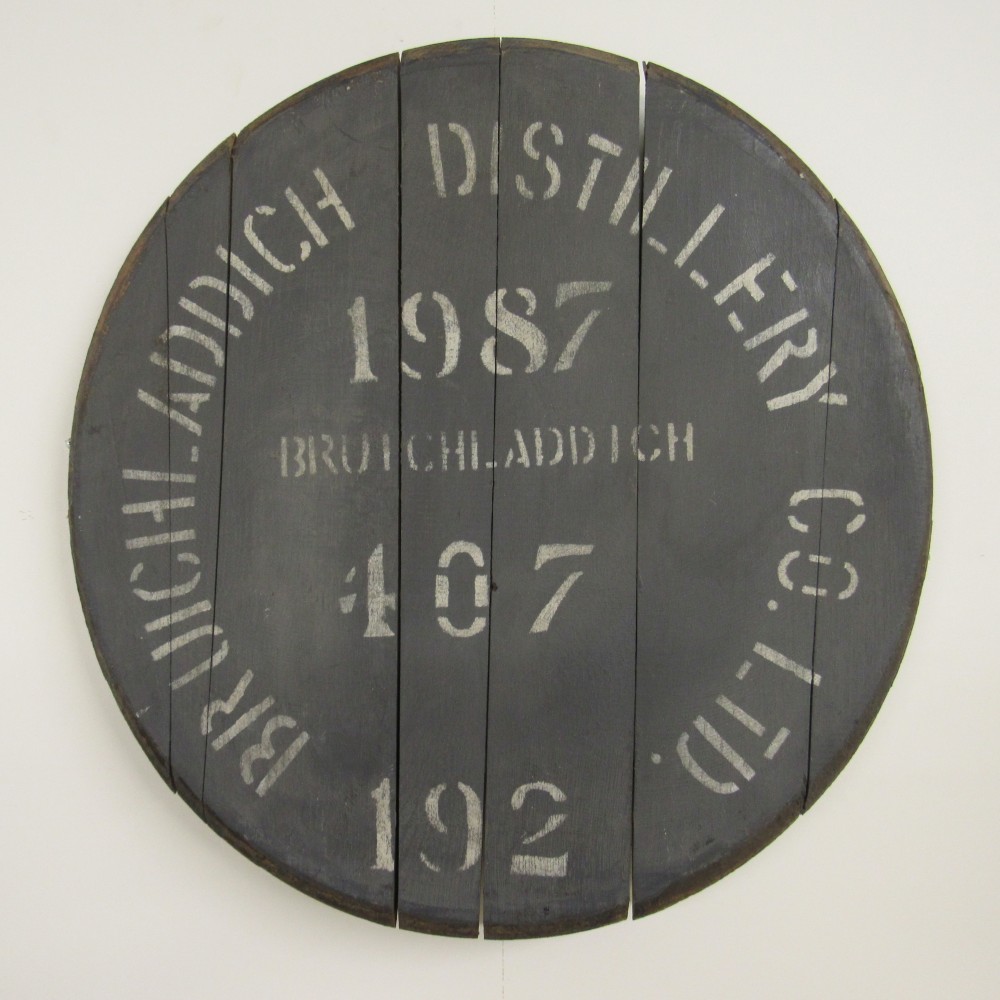 BRUICHLADDICH DISTILLERY CO. LTD.
1987
BRUICHLADDICH
407
192